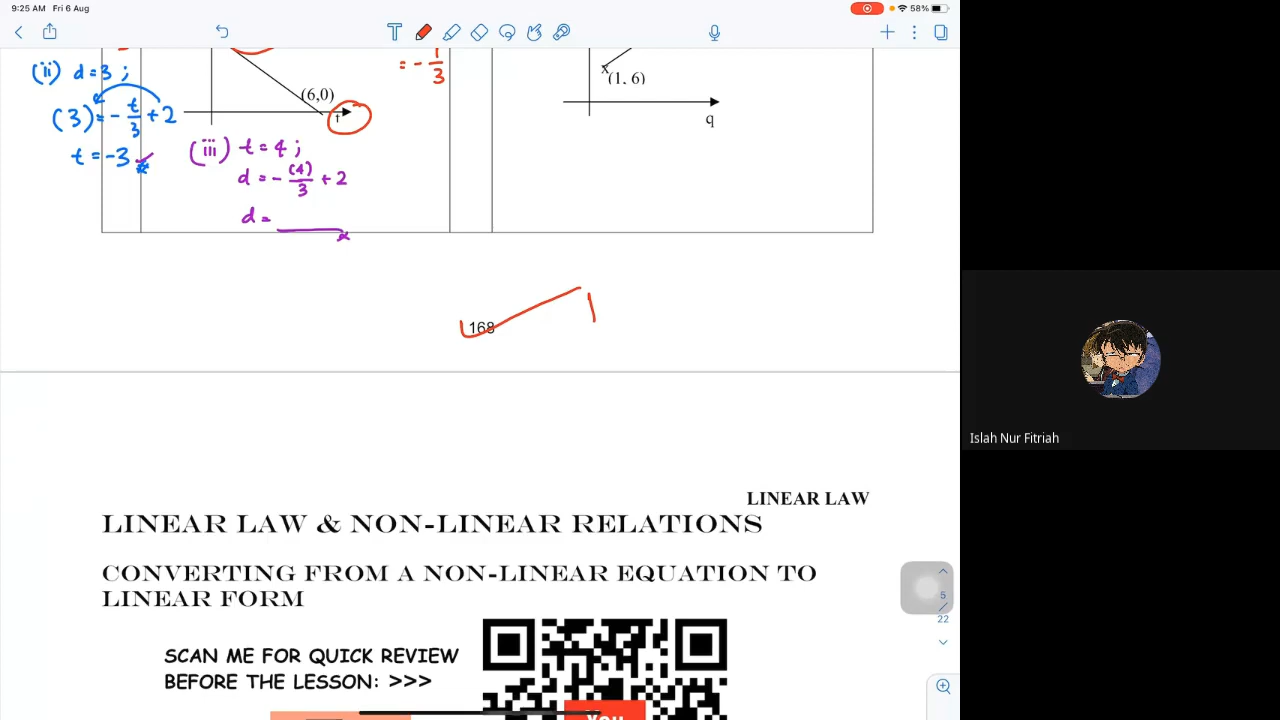 9:25 AM Fri 6 Aug
58%
= - 1/3
(ii) d = 3 ;
(3) = - t/3 + 2
t = -3
(6,0)
t
(iii) t = 4 ;
d = - (4)/3 + 2
d =
x
(1, 6)
q
168
1
Islah Nur Fitriah
LINEAR LAW
LINEAR LAW & NON-LINEAR RELATIONS
CONVERTING FROM A NON-LINEAR EQUATION TO
LINEAR FORM
5
/
22
SCAN ME FOR QUICK REVIEW
BEFORE THE LESSON: >>>
You